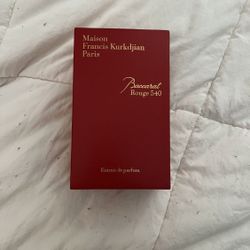 Maison
Francis Kurkdjian
Paris
Baccarat
Rouge 540
Extrait de parfum